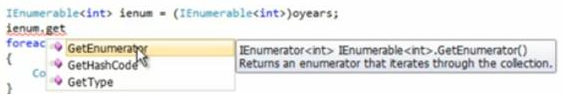 IEnumerable<int> ienum = (IEnumerable<int>)oyears;
ienum.get
foreac
GetEnumerator
IEnumerator<int> IEnumerable<int>.GetEnumerator()
Returns an enumerator that iterates through the collection.
{
GetHashCode
Co
GetType
}